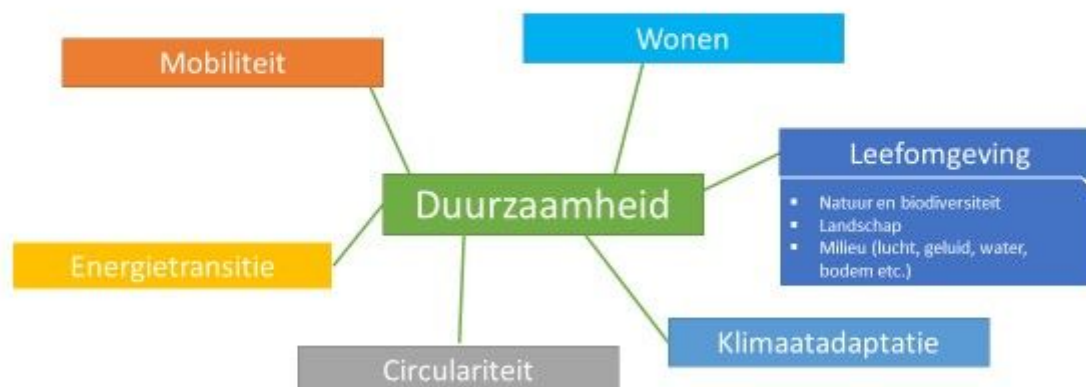 Wonen
Mobiliteit
Leefomgeving
▪ Natuur en biodiversiteit
▪ Landschap
▪ Milieu (lucht, geluid, water,
bodem etc.)
Duurzaamheid
Energietransitie
Klimaatadaptatie
Circulariteit